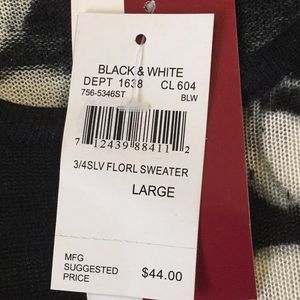 BLACK & WHITE
DEPT 1638 CL 604
756-5346ST BLW
7 12439 88411 2
3/4SLV FLORL SWEATER
LARGE
MFG
SUGGESTED
PRICE $44.00